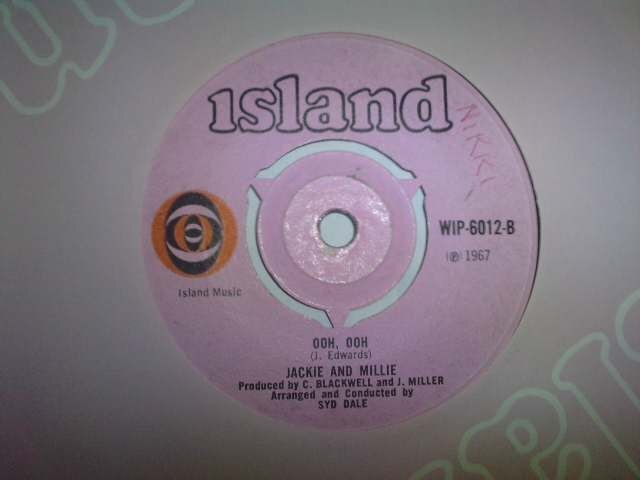 island
NIKKI
WIP-6012-B
℗ 1967
Island Music
OOH, OOH
(J. Edwards)
JACKIE AND MILLIE
Produced by C. BLACKWELL and J. MILLER
Arranged and Conducted by
SYD DALE